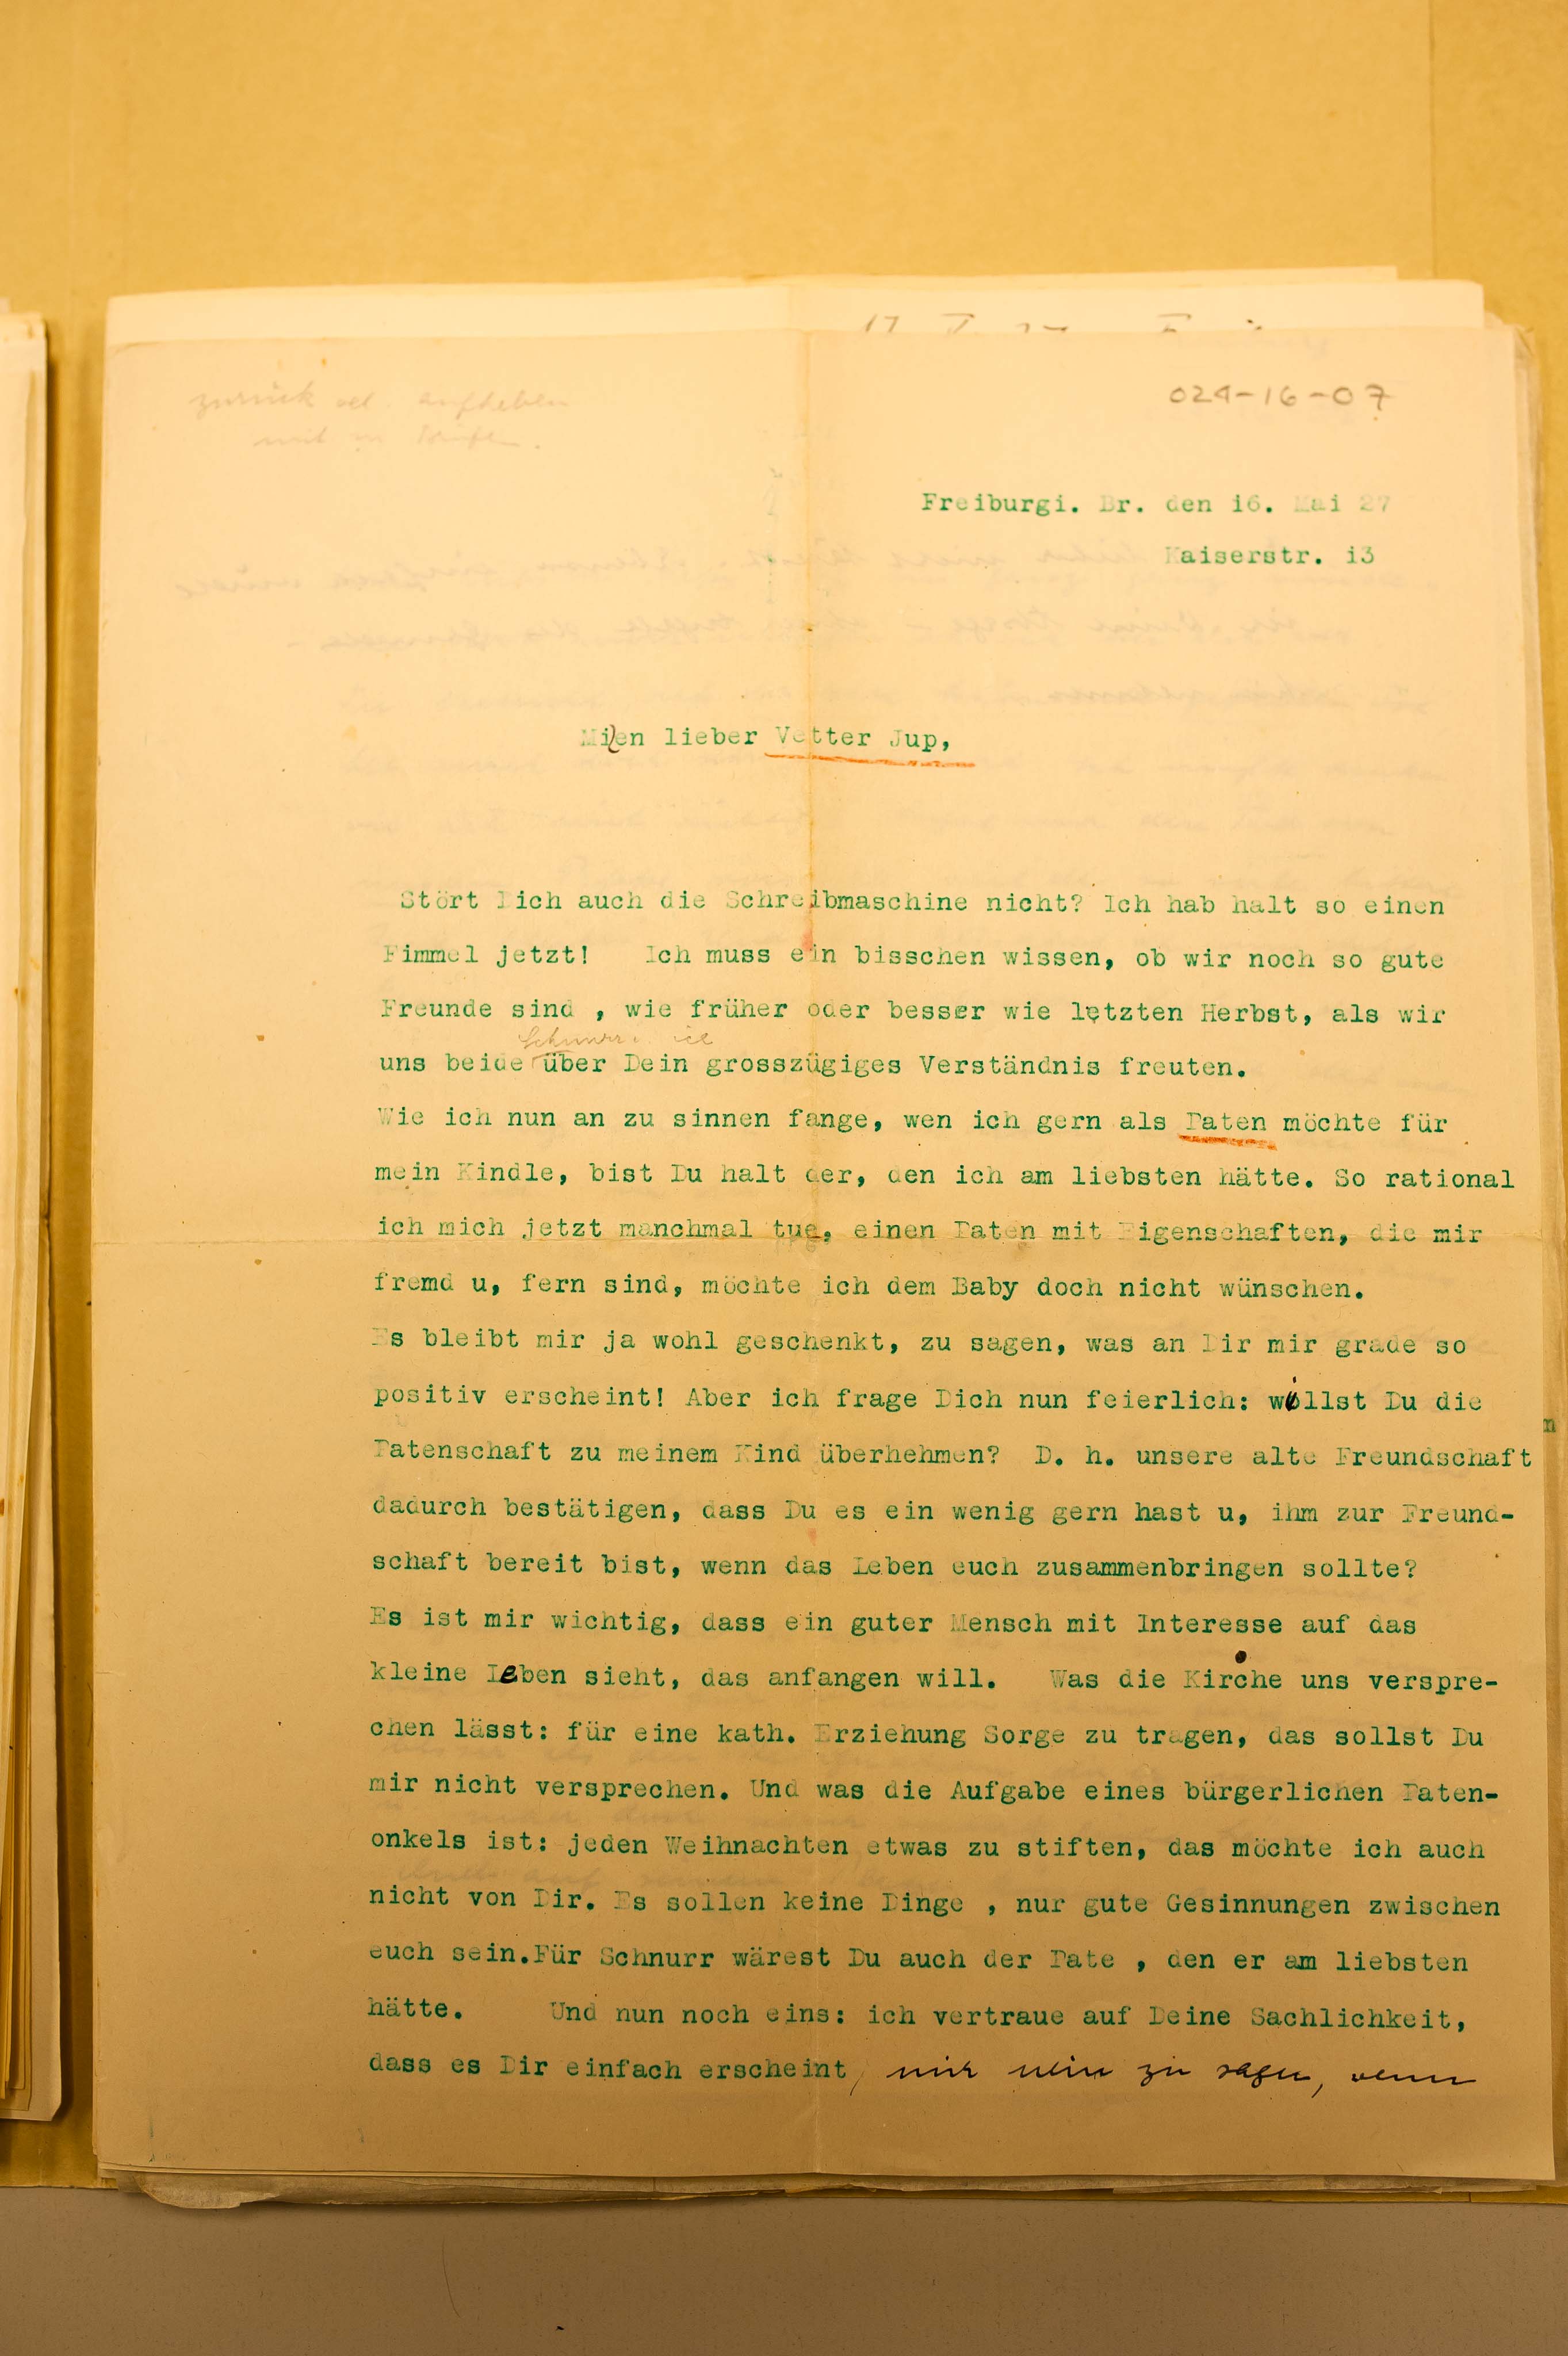 zurück oel. aufheben
024-16-07
Freiburgi. Br. den i6. Mai 27
Kaiserstr. i3
Mien lieber Vetter Jup,
Stört Dich auch die Schreibmaschine nicht? Ich hab halt so einen
Fimmel jetzt! Ich muss ein bisschen wissen, ob wir noch so gute
Freunde sind , wie früher oder besser wie letzten Herbst, als wir
Schnurr u. ich
uns beide über Dein grosszügiges Verständnis freuten.
Wie ich nun an zu sinnen fange, wen ich gern als Paten möchte für
mein Kindle, bist Du halt der, den ich am liebsten hätte. So rational
ich mich jetzt manchmal tue, einen Paten mit Eigenschaften, die mir
fremd u, fern sind, möchte ich dem Baby doch nicht wünschen.
Es bleibt mir ja wohl geschenkt, zu sagen, was an Dir mir grade so
positiv erscheint! Aber ich frage Dich nun feierlich: willst Du die
Patenschaft zu meinem Kind überhehmen? D. h. unsere alte Freundschaft
dadurch bestätigen, dass Du es ein wenig gern hast u, ihm zur Freund-
schaft bereit bist, wenn das Leben euch zusammenbringen sollte?
Es ist mir wichtig, dass ein guter Mensch mit Interesse auf das
kleine Leben sieht, das anfangen will. Was die Kirche uns verspre-
chen lässt: für eine kath. Erziehung Sorge zu tragen, das sollst Du
mir nicht versprechen. Und was die Aufgabe eines bürgerlichen Paten-
onkels ist: jeden Weihnachten etwas zu stiften, das möchte ich auch
nicht von Dir. Es sollen keine Dinge , nur gute Gesinnungen zwischen
euch sein.Für Schnurr wärest Du auch der Pate , den er am liebsten
hätte. Und nun noch eins: ich vertraue auf Deine Sachlichkeit,
dass es Dir einfach erscheint, mir nein zu sagen, wenn